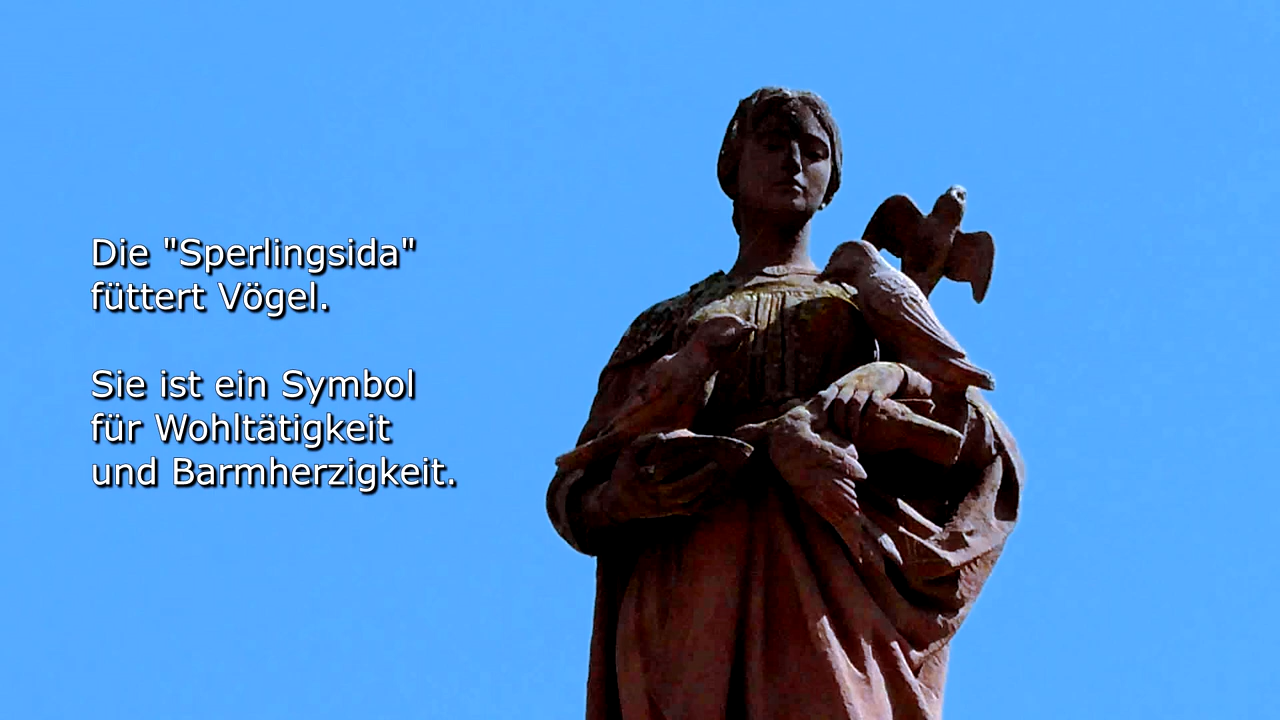 Die "Sperlingsida"
füttert Vögel.
Sie ist ein Symbol
für Wohltätigkeit
und Barmherzigkeit.